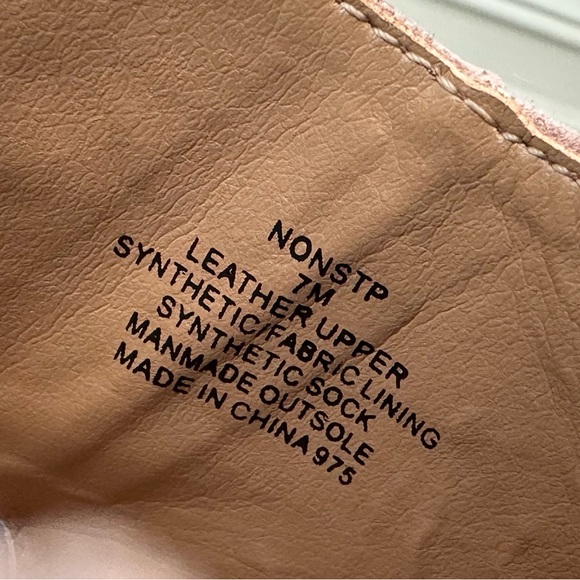 NONSTP
7M
LEATHER UPPER
SYNTHETIC/FABRIC LINING
SYNTHETIC SOCK
MANMADE OUTSOLE
MADE IN CHINA 975